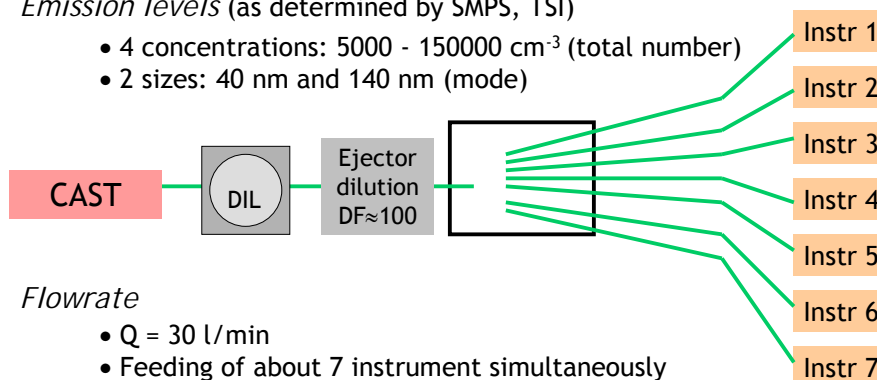 Emission levels (as determined by SMPS, TSI)
• 4 concentrations: 5000 - 150000 cm-3 (total number)
• 2 sizes: 40 nm and 140 nm (mode)
CAST
DIL
Ejector
dilution
DF≈100
Instr 1
Instr 2
Instr 3
Instr 4
Instr 5
Instr 6
Instr 7
Flowrate
• Q = 30 l/min
• Feeding of about 7 instrument simultaneously